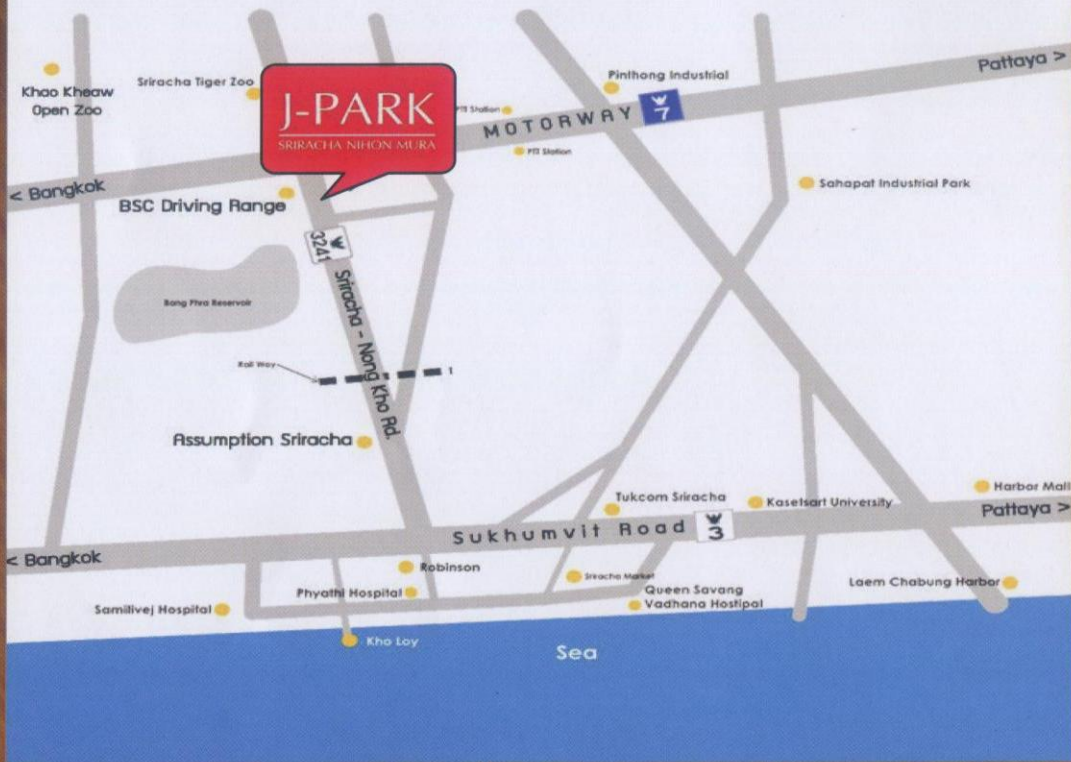 Khao Kheaw
Open Zoo
Sriracha Tiger Zoo
J-PARK
SRIRACHA NIHON MURA
PTT Station
Pinthong Industrial
Pattaya >
MOTORWAY 7
PTT Station
< Bangkok
BSC Driving Range
Sahapat Industrial Park
3241
Sriracha - Nong Kho Rd.
Bang Phra Reservoir
Rail Way
Assumption Sriracha
Tukcom Sriracha
Kasetsart University
Harbor Mall
Pattaya >
Sukhumvit Road 3
< Bangkok
Robinson
Sriracha Market
Phyathi Hospital
Queen Savang
Vadhana Hostipal
Laem Chabung Harbor
Samilivej Hospital
Kho Loy
Sea